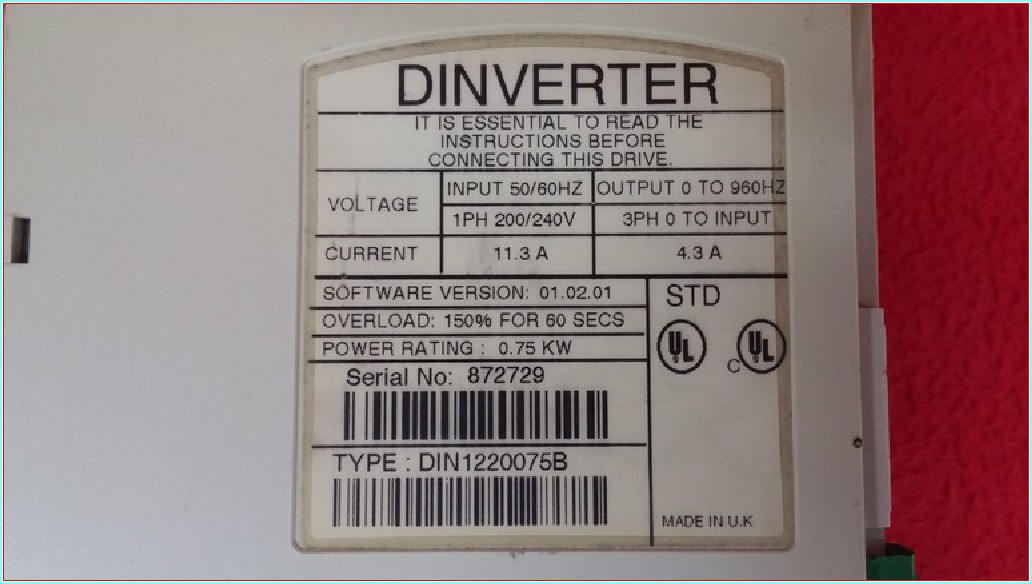 DINVERTER
IT IS ESSENTIAL TO READ THE
INSTRUCTIONS BEFORE
CONNECTING THIS DRIVE.
VOLTAGE
INPUT 50/60HZ
OUTPUT 0 TO 960HZ
1PH 200/240V
3PH 0 TO INPUT
CURRENT
11.3 A
4.3 A
SOFTWARE VERSION: 01.02.01
OVERLOAD: 150% FOR 60 SECS
POWER RATING : 0.75 KW
Serial No: 872729
TYPE : DIN1220075B
STD
UL
C UL
MADE IN U.K